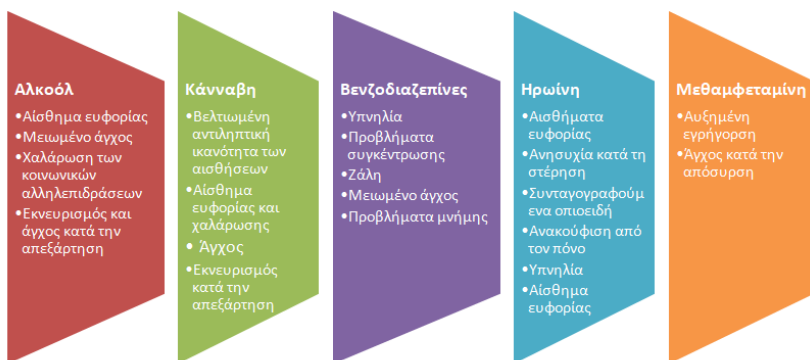 Αλκοόλ
•Αίσθημα ευφορίας
•Μειωμένο άγχος
•Χαλάρωση των
κοινωνικών
αλληλεπιδράσεων
•Εκνευρισμός και
άγχος κατά την
απεξάρτηση
Κάνναβη
•Βελτιωμένη
αντιληπτική
ικανότητα των
αισθήσεων
•Αίσθημα
ευφορίας και
χαλάρωσης
• Άγχος
•Εκνευρισμός
κατά την
απεξάρτηση
Βενζοδιαζεπίνες
•Υπνηλία
•Προβλήματα
συγκέντρωσης
•Ζάλη
•Μειωμένο άγχος
•Προβλήματα μνήμης
Ηρωίνη
•Αισθήματα
ευφορίας
•Ανησυχία κατά τη
στέρηση
•Συνταγογραφούμ
ενα οπιοειδή
•Ανακούφιση από
τον πόνο
•Υπνηλία
•Αίσθημα
ευφορίας
Μεθαμφεταμίνη
•Αυξημένη
εγρήγορση
•Άγχος κατά την
απόσυρση